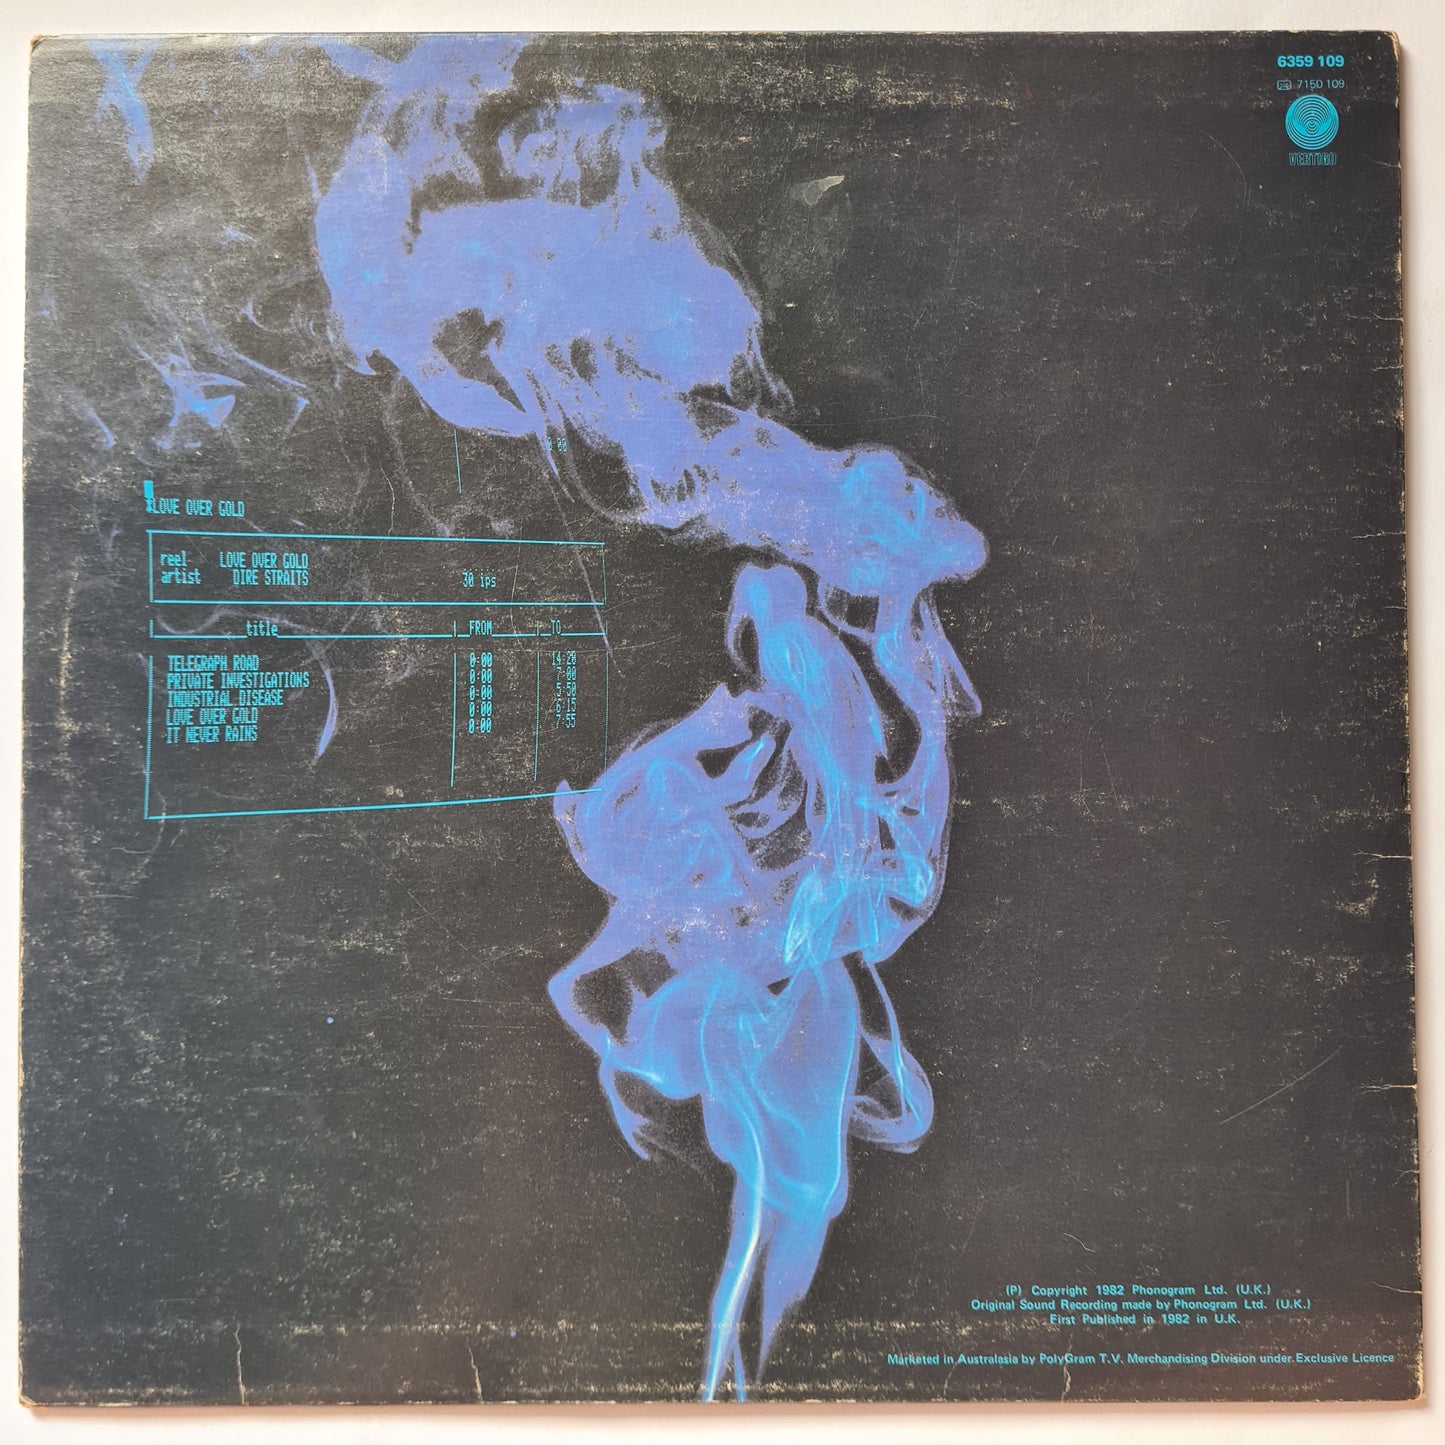 6359 109
7150 109
VERTIGO
0 00
*LOVE OVER GOLD
reel LOVE OVER GOLD
artist DIRE STRAITS 30 ips
title FROM TO
TELEGRAPH ROAD 0:00 14:20
PRIVATE INVESTIGATIONS 0:00 7:00
INDUSTRIAL DISEASE 0:00 5:50
LOVE OVER GOLD 0:00 6:15
IT NEVER RAINS 0:00 7:55
(P) Copyright 1982 Phonogram Ltd. (U.K.)
Original Sound Recording made by Phonogram Ltd. (U.K.)
First Published in 1982 in U.K.
Marketed in Australasia by PolyGram T.V. Merchandising Division under Exclusive Licence